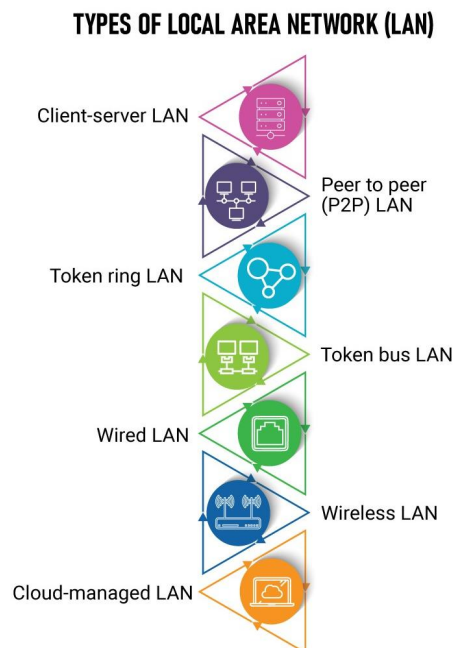 TYPES OF LOCAL AREA NETWORK (LAN)
Client-server LAN
Peer to peer
(P2P) LAN
Token ring LAN
Token bus LAN
Wired LAN
Wireless LAN
Cloud-managed LAN